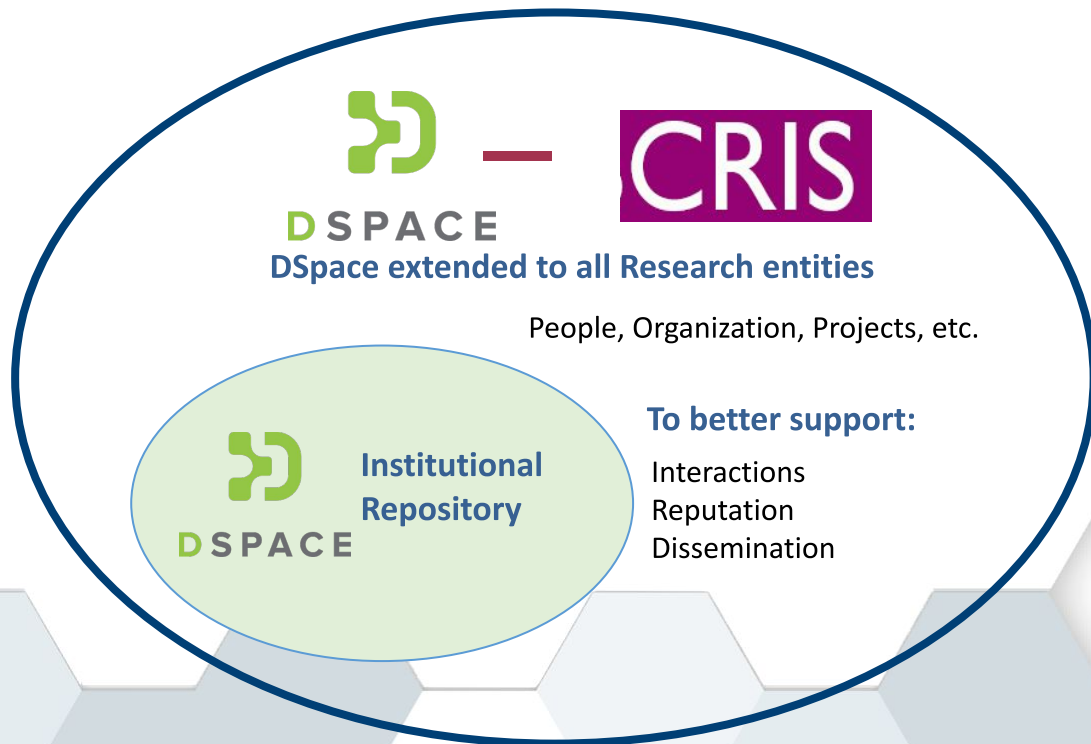 DSPACE – CRIS
DSpace extended to all Research entities
People, Organization, Projects, etc.
To better support:
Interactions
Reputation
Dissemination
DSPACE
Institutional
Repository